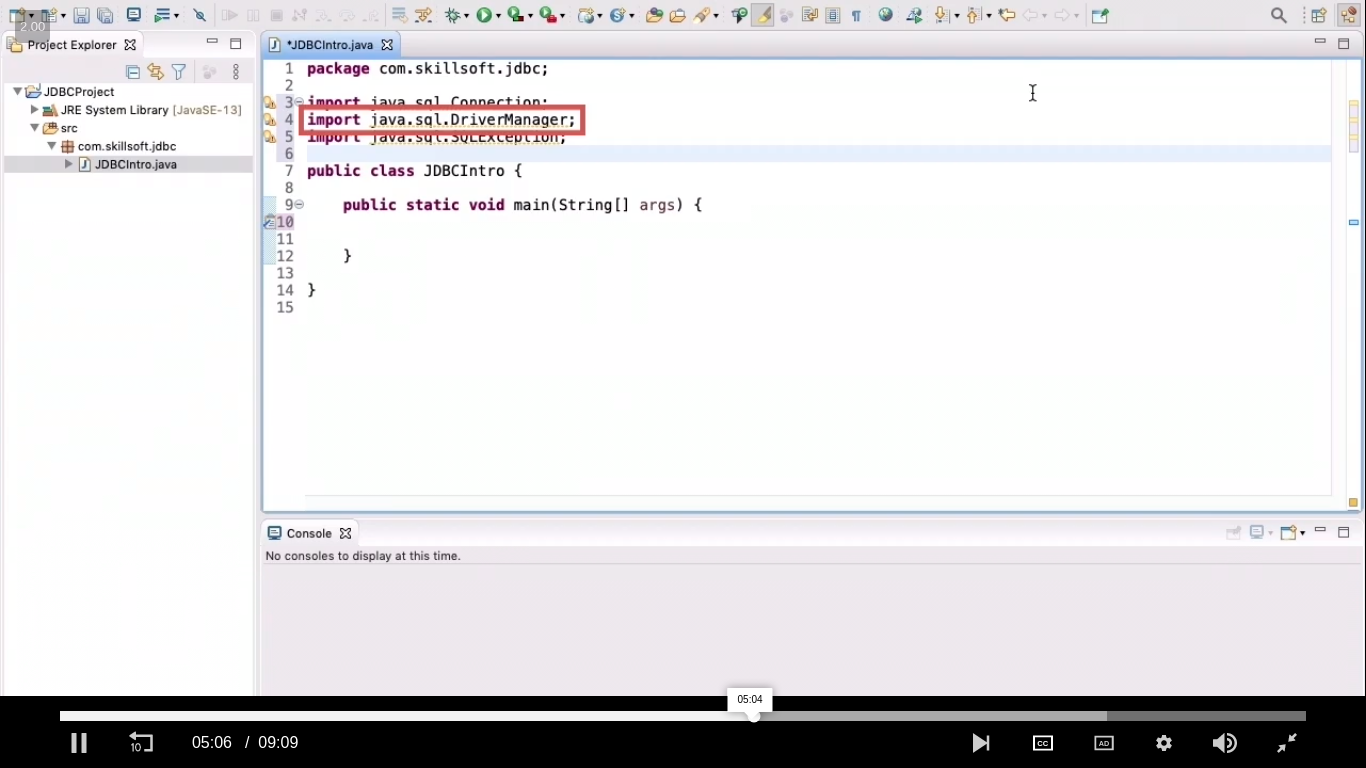 2.00
Project Explorer
*JDBCIntro.java
JDBCProject
JRE System Library [JavaSE-13]
src
com.skillsoft.jdbc
JDBCIntro.java
1 package com.skillsoft.jdbc;
2
3 import java.sql.Connection;
4 import java.sql.DriverManager;
5 import java.sql.SQLException;
6
7 public class JDBCIntro {
8
9 public static void main(String[] args) {
10
11
12 }
13
14 }
15
Console
No consoles to display at this time.
05:04
10
05:06 / 09:09
CC
AD